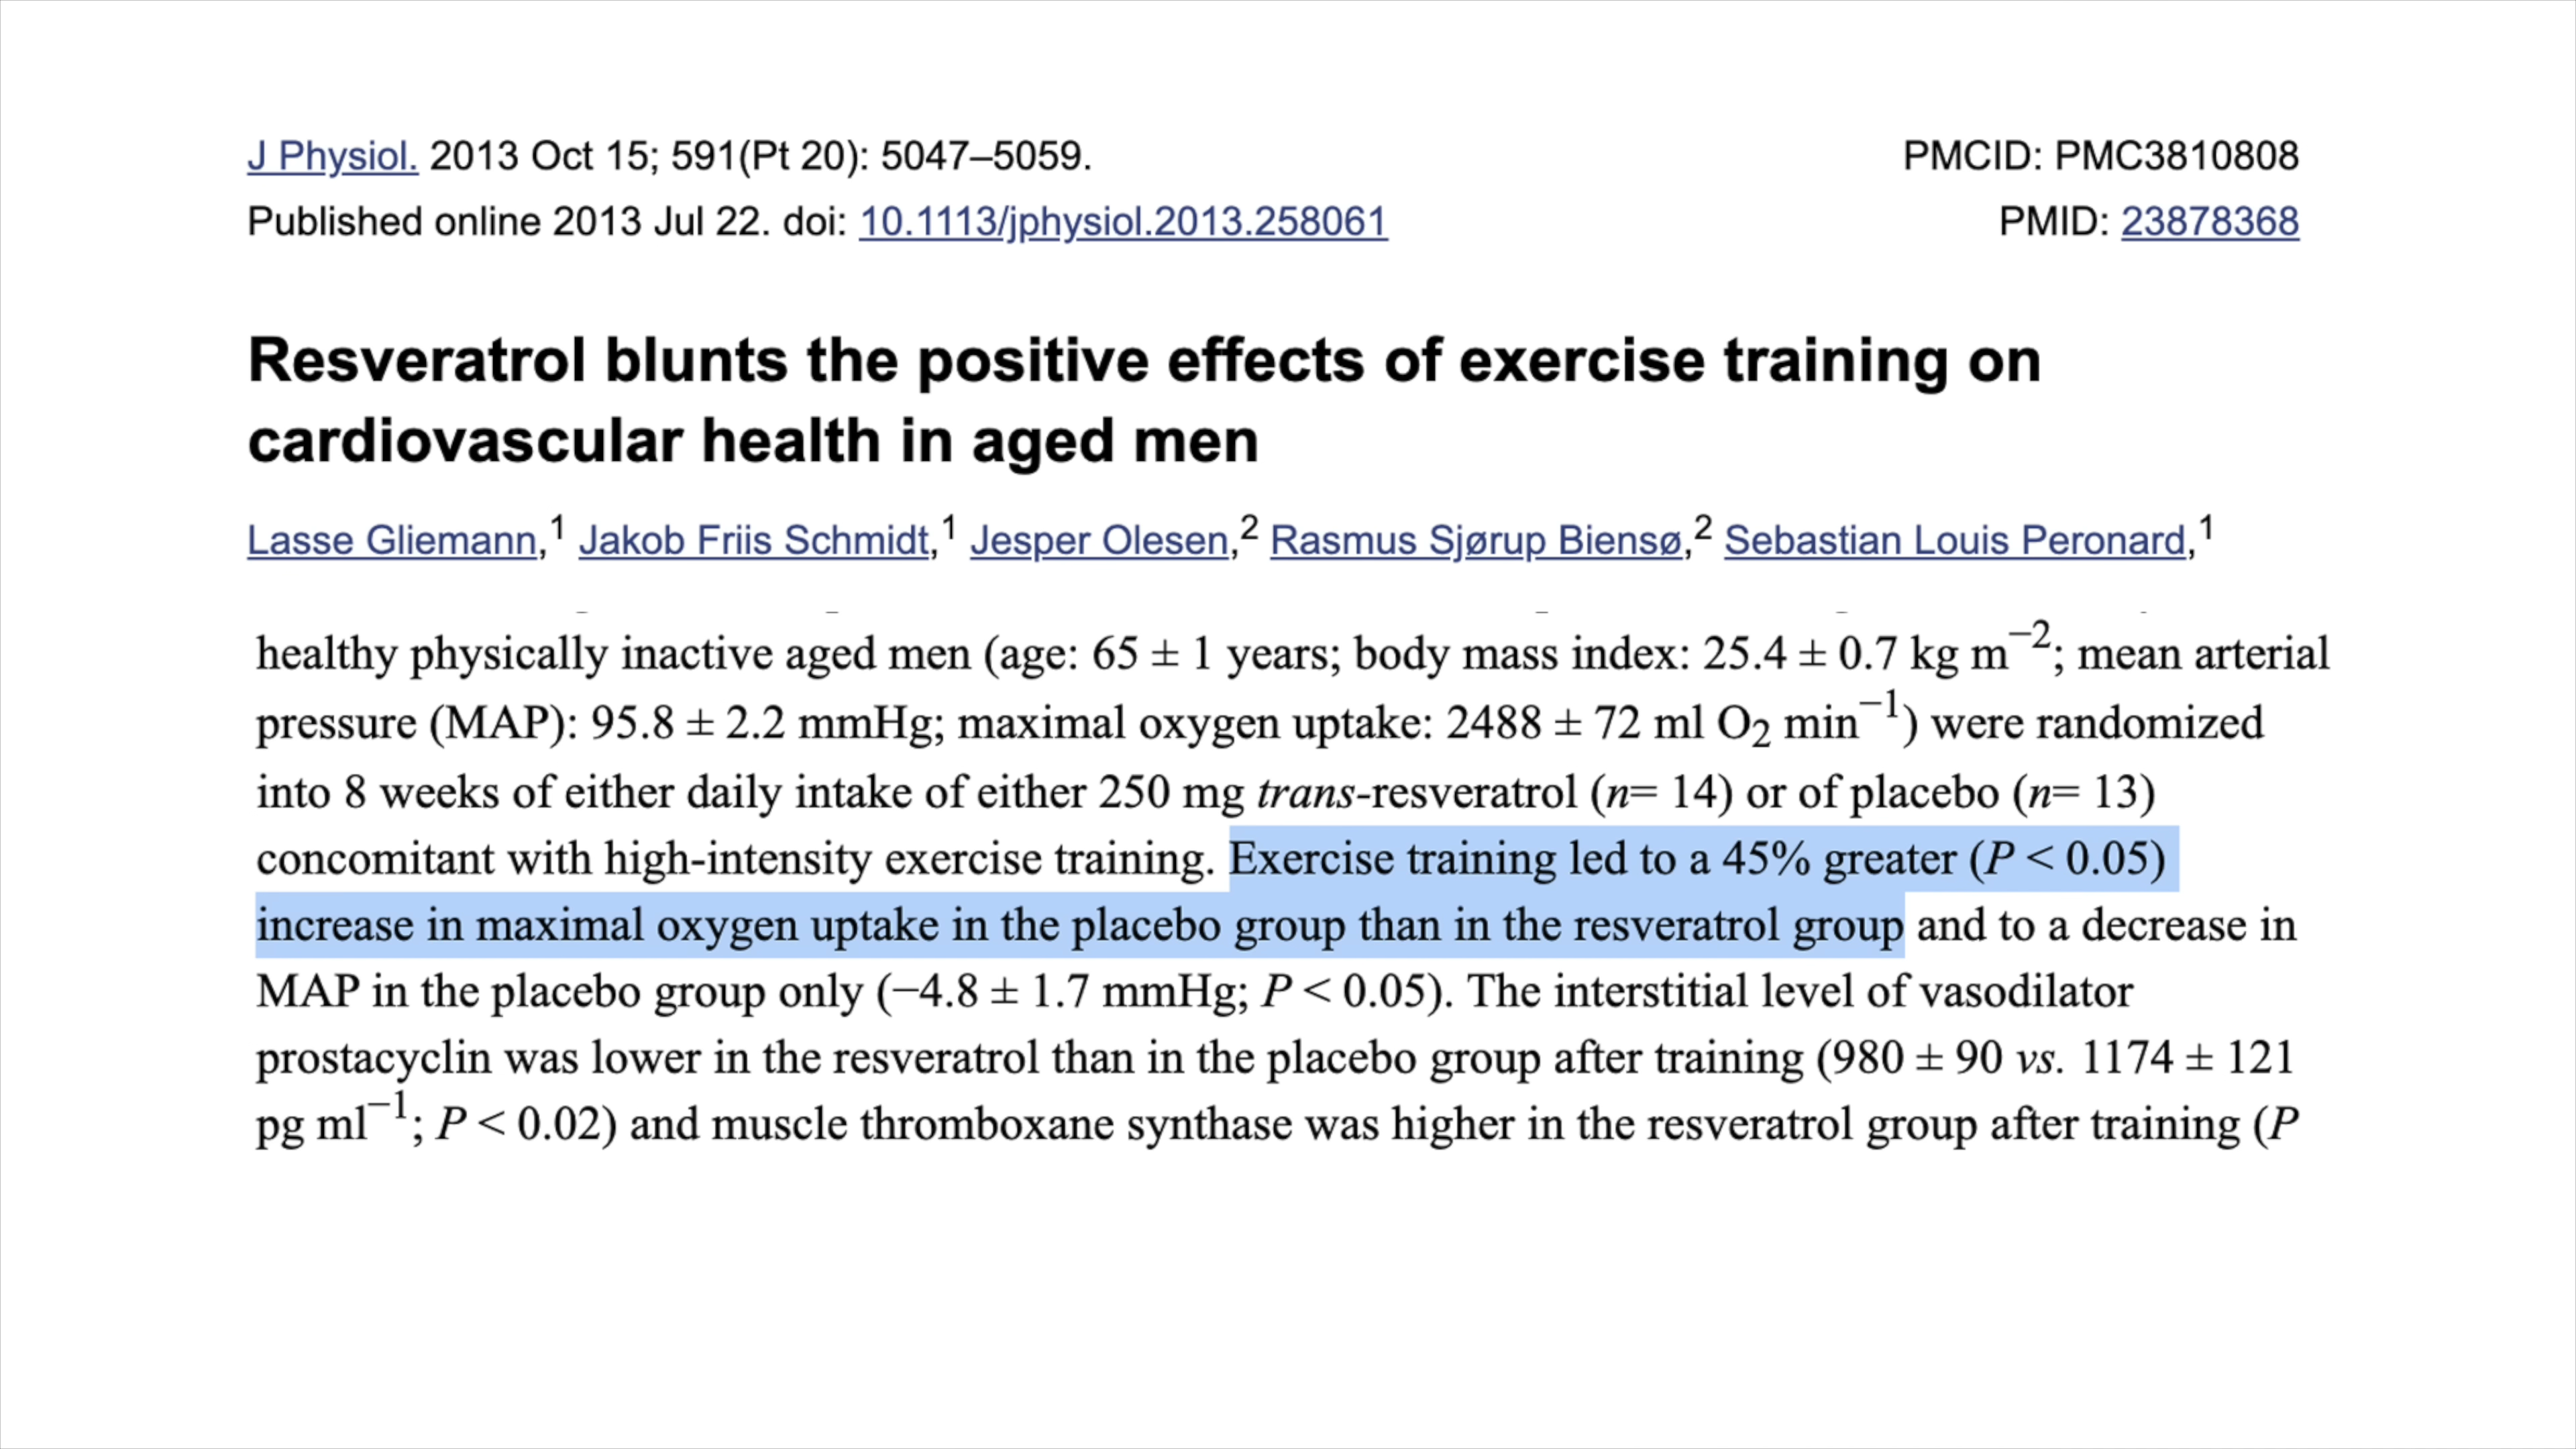 J Physiol. 2013 Oct 15; 591(Pt 20): 5047–5059.
PMCID: PMC3810808
Published online 2013 Jul 22. doi: 10.1113/jphysiol.2013.258061
PMID: 23878368
Resveratrol blunts the positive effects of exercise training on
cardiovascular health in aged men
Lasse Gliemann,¹ Jakob Friis Schmidt,¹ Jesper Olesen,² Rasmus Sjørup Biensø,² Sebastian Louis Peronard,¹
healthy physically inactive aged men (age: 65 ± 1 years; body mass index: 25.4 ± 0.7 kg m⁻²; mean arterial
pressure (MAP): 95.8 ± 2.2 mmHg; maximal oxygen uptake: 2488 ± 72 ml O₂ min⁻¹) were randomized
into 8 weeks of either daily intake of either 250 mg trans-resveratrol (n= 14) or of placebo (n= 13)
concomitant with high-intensity exercise training. Exercise training led to a 45% greater (P < 0.05)
increase in maximal oxygen uptake in the placebo group than in the resveratrol group and to a decrease in
MAP in the placebo group only (−4.8 ± 1.7 mmHg; P < 0.05). The interstitial level of vasodilator
prostacyclin was lower in the resveratrol than in the placebo group after training (980 ± 90 vs. 1174 ± 121
pg ml⁻¹; P < 0.02) and muscle thromboxane synthase was higher in the resveratrol group after training (P